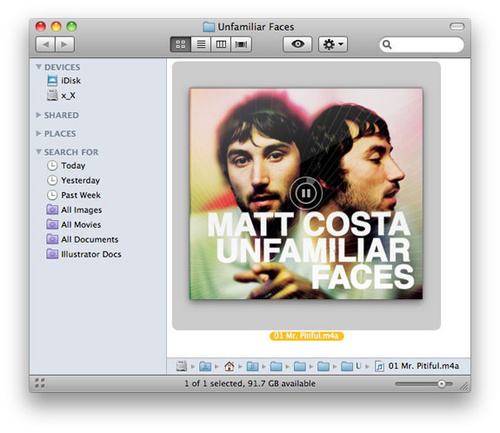 Unfamiliar Faces
DEVICES
iDisk
x_X
SHARED
PLACES
SEARCH FOR
Today
Yesterday
Past Week
All Images
All Movies
All Documents
Illustrator Docs
MATT COSTA
UNFAMILIAR
FACES
01 Mr. Pitiful.m4a
U
01 Mr. Pitiful.m4a
1 of 1 selected, 91.7 GB available